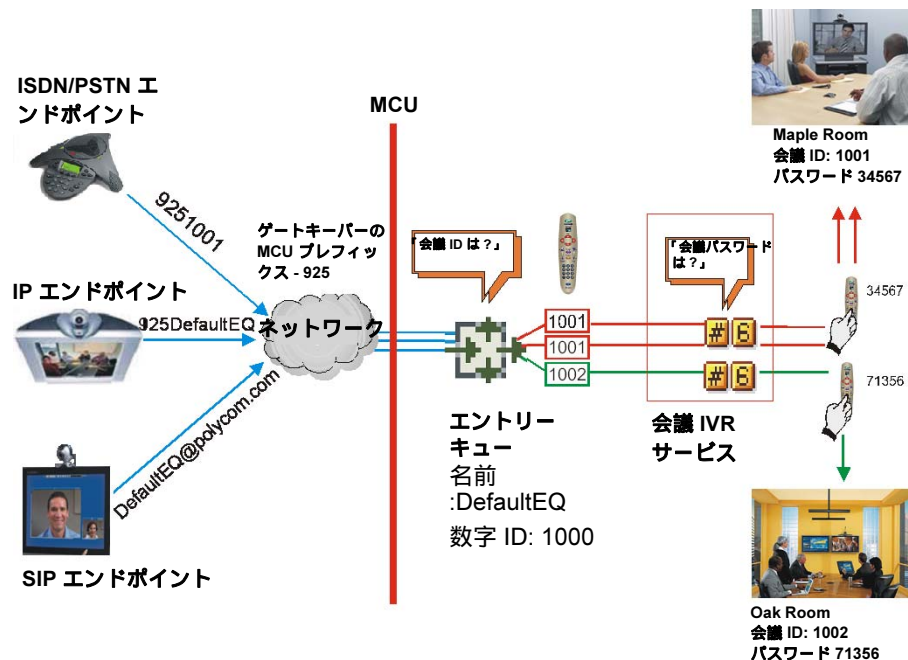 ISDN/PSTN エ
ンドポイント
MCU
9251001
ゲートキーパーの
MCU プレフィッ
クス - 925
IP エンドポイント
925DefaultEQ
ネットワーク
DefaultEQ@polycom.com
SIP エンドポイント
「会議 ID は？」
1001
1001
1002
エントリー
キュー
名前
:DefaultEQ
数字 ID: 1000
「会議パスワード
は？」
# 6
# 6
会議 IVR
サービス
Maple Room
会議 ID: 1001
パスワード 34567
34567
71356
Oak Room
会議 ID: 1002
パスワード 71356